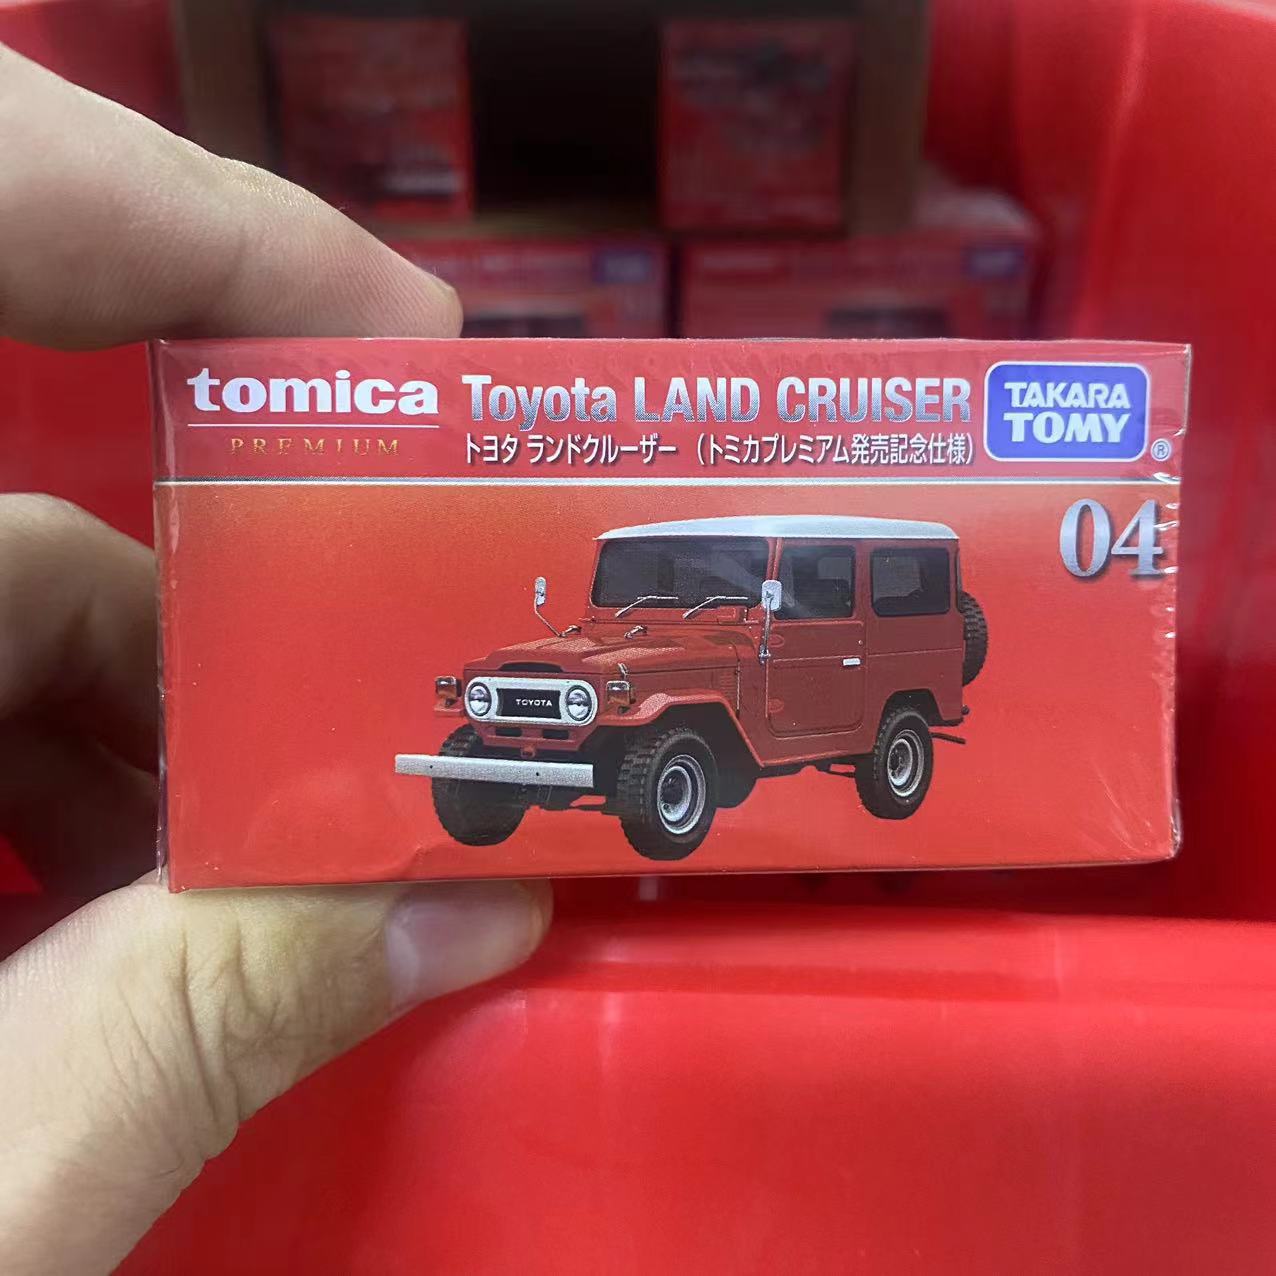 tomica
PREMIUM
Toyota LAND CRUISER
トヨタ ランドクルーザー (トミカプレミアム発売記念仕様)
TAKARA
TOMY
®
04
TOYOTA